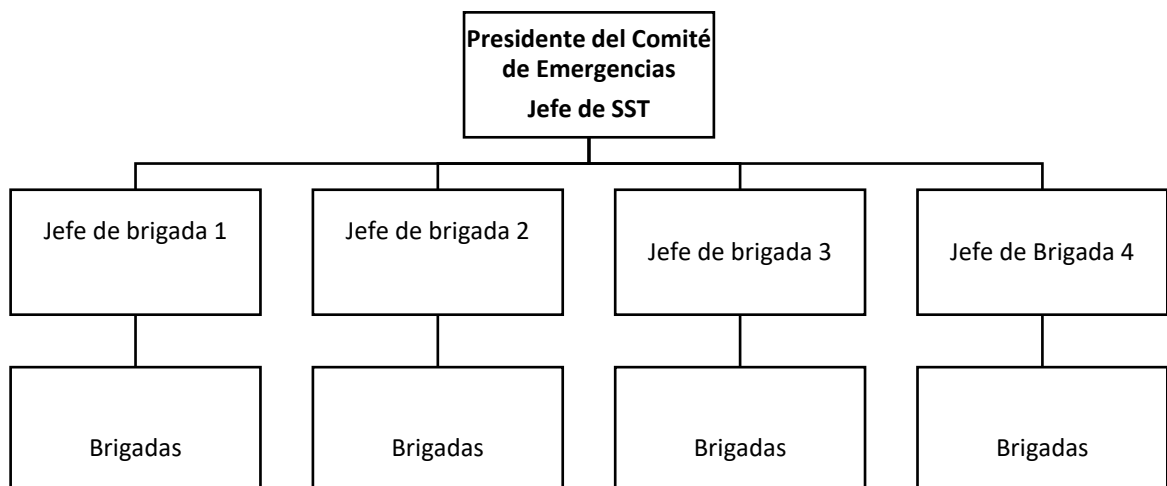 Presidente del Comité
de Emergencias
Jefe de SST
Jefe de brigada 1
Jefe de brigada 2
Jefe de brigada 3
Jefe de Brigada 4
Brigadas
Brigadas
Brigadas
Brigadas